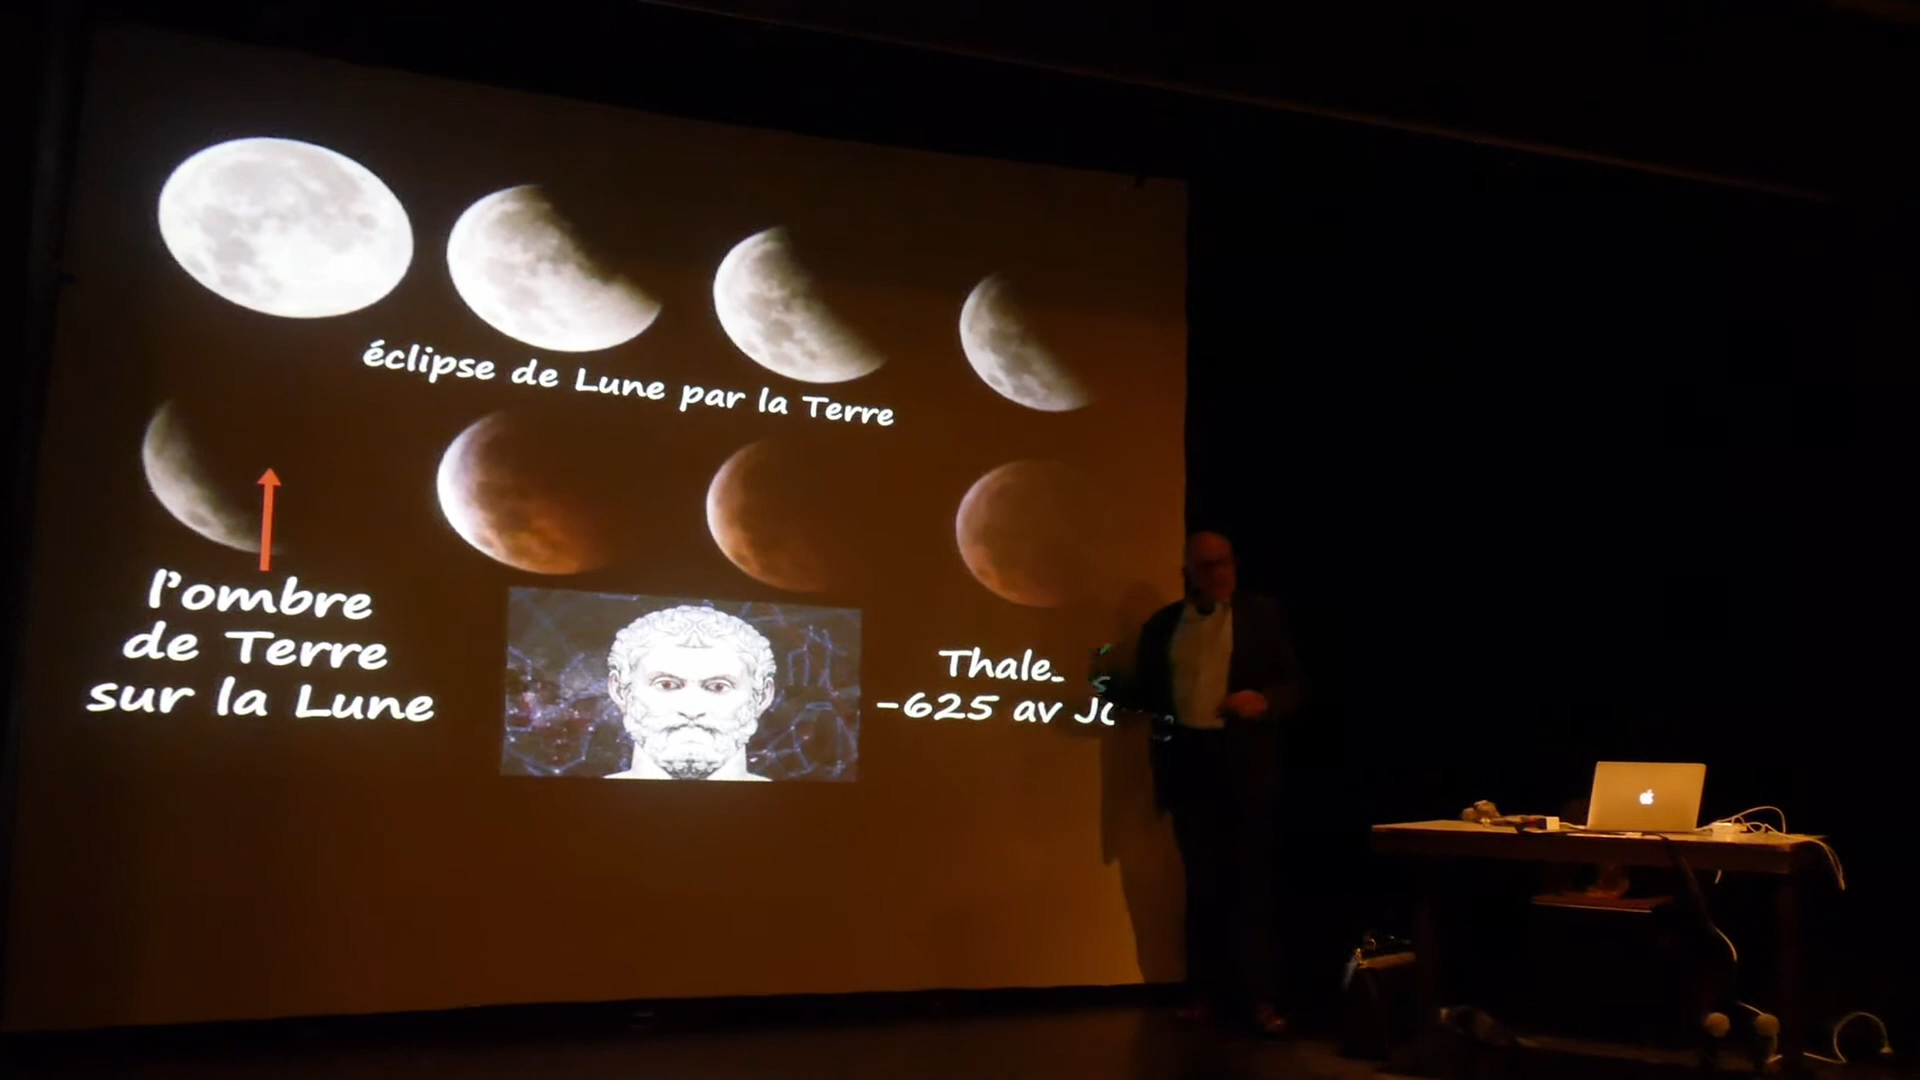 éclipse de Lune par la Terre
l'ombre
de Terre
sur la Lune
Thale
-625 av